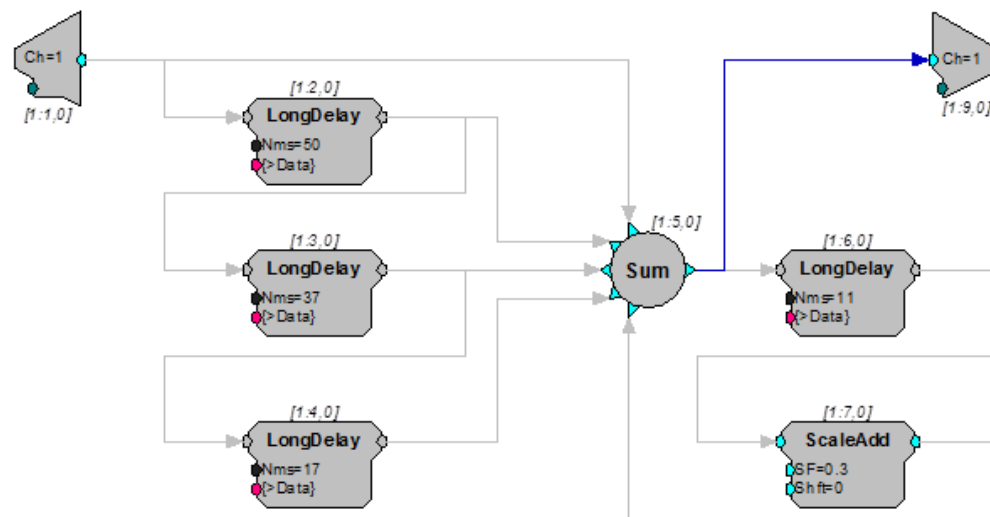 Ch=1
[1:1,0]
[1:2,0]
LongDelay
Nms=50
{>Data}
[1:3,0]
LongDelay
Nms=37
{>Data}
[1:4,0]
LongDelay
Nms=17
{>Data}
[1:5,0]
Sum
[1:6,0]
LongDelay
Nms=11
{>Data}
[1:7,0]
ScaleAdd
SF=0.3
Shft=0
Ch=1
[1:9,0]